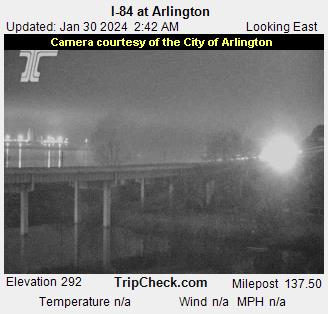 I-84 at Arlington
Updated: Jan 30 2024 2:42 AM Looking East
Camera courtesy of the City of Arlington
Elevation 292 TripCheck.com Milepost 137.50
Temperature n/a Wind n/a MPH n/a